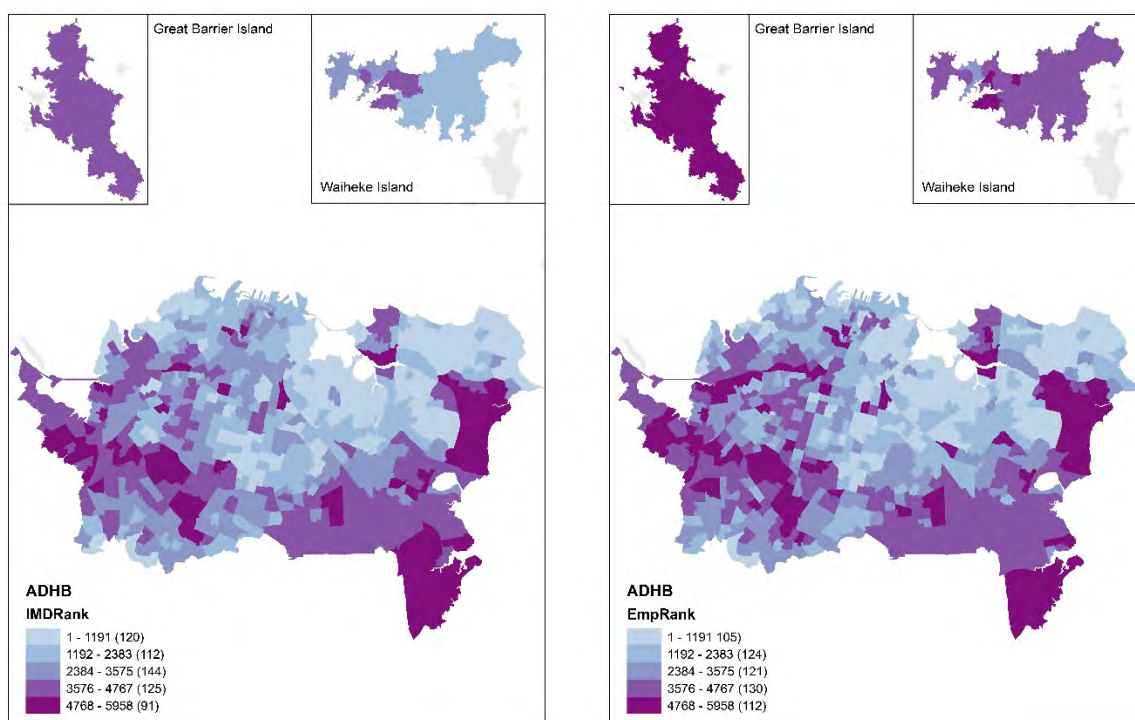 Great Barrier Island
Waiheke Island
ADHB
IMDRank
1 - 1191 (120)
1192 - 2383 (112)
2384 - 3575 (144)
3576 - 4767 (125)
4768 - 5958 (91)
Great Barrier Island
Waiheke Island
ADHB
EmpRank
1 - 1191 105)
1192 - 2383 (124)
2384 - 3575 (121)
3576 - 4767 (130)
4768 - 5958 (112)